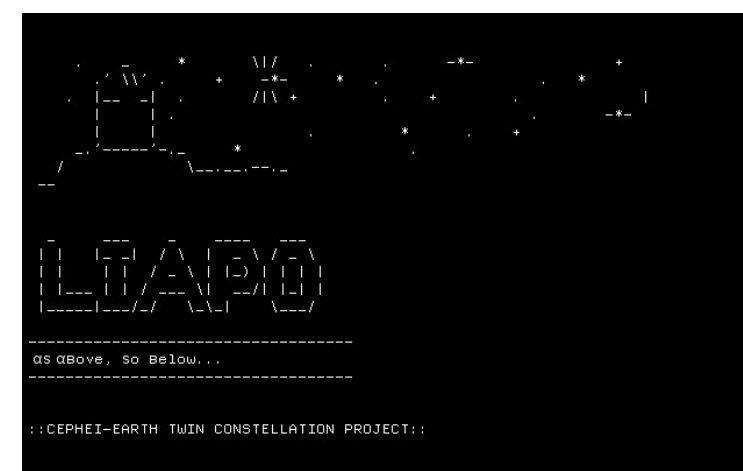 LIAPO
αs αBove, So Below...
::CEPHEI-EARTH TWIN CONSTELLATION PROJECT::